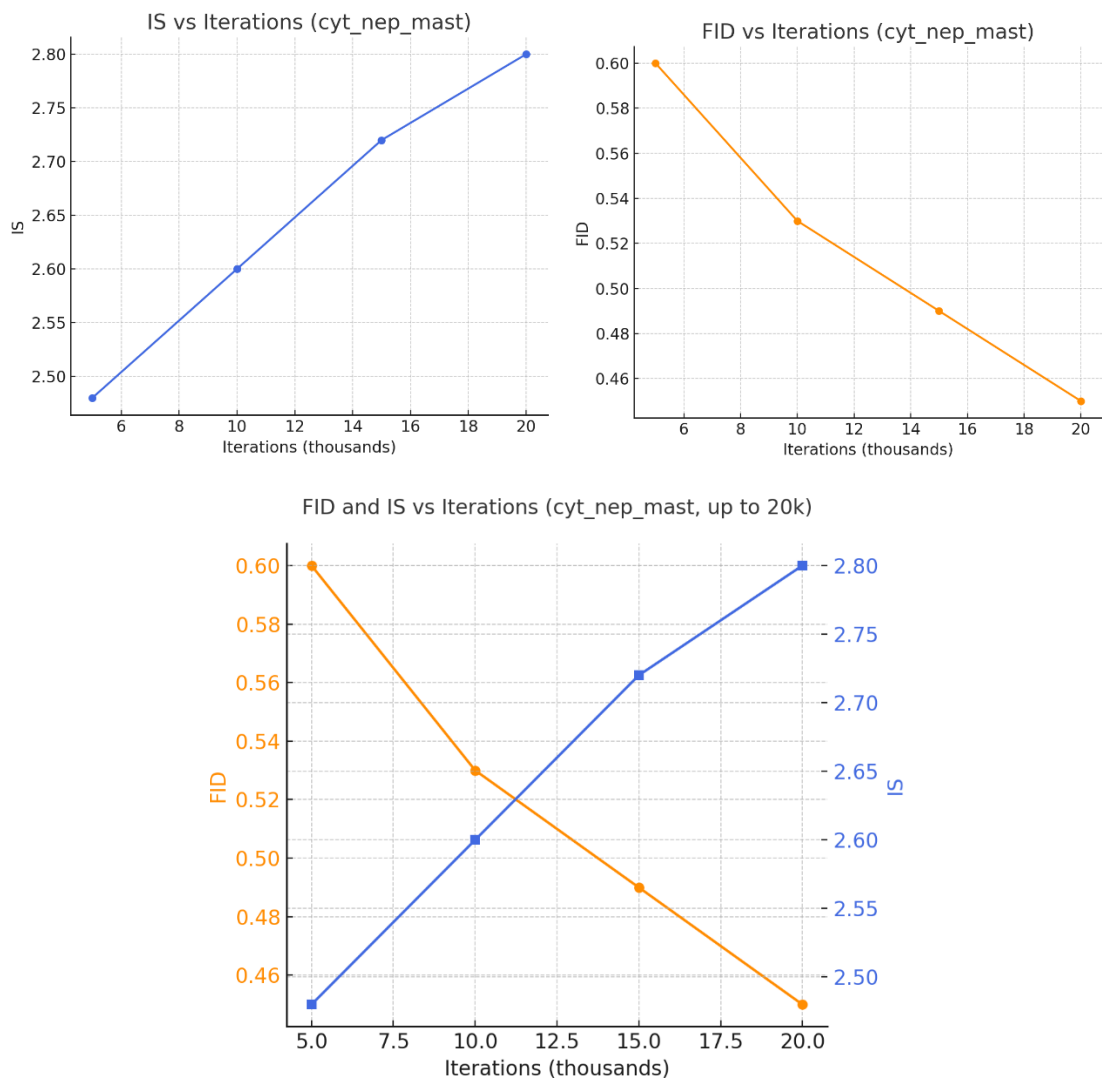 IS vs Iterations (cyt_nep_mast)
2.80
2.75
2.70
2.65
2.60
2.55
2.50
IS
6 8 10 12 14 16 18 20
Iterations (thousands)
FID vs Iterations (cyt_nep_mast)
0.60
0.58
0.56
0.54
0.52
0.50
0.48
0.46
FID
6 8 10 12 14 16 18 20
Iterations (thousands)
FID and IS vs Iterations (cyt_nep_mast, up to 20k)
0.60
0.58
0.56
0.54
0.52
0.50
0.48
0.46
FID
2.80
2.75
2.70
2.65
2.60
2.55
2.50
IS
5.0 7.5 10.0 12.5 15.0 17.5 20.0
Iterations (thousands)